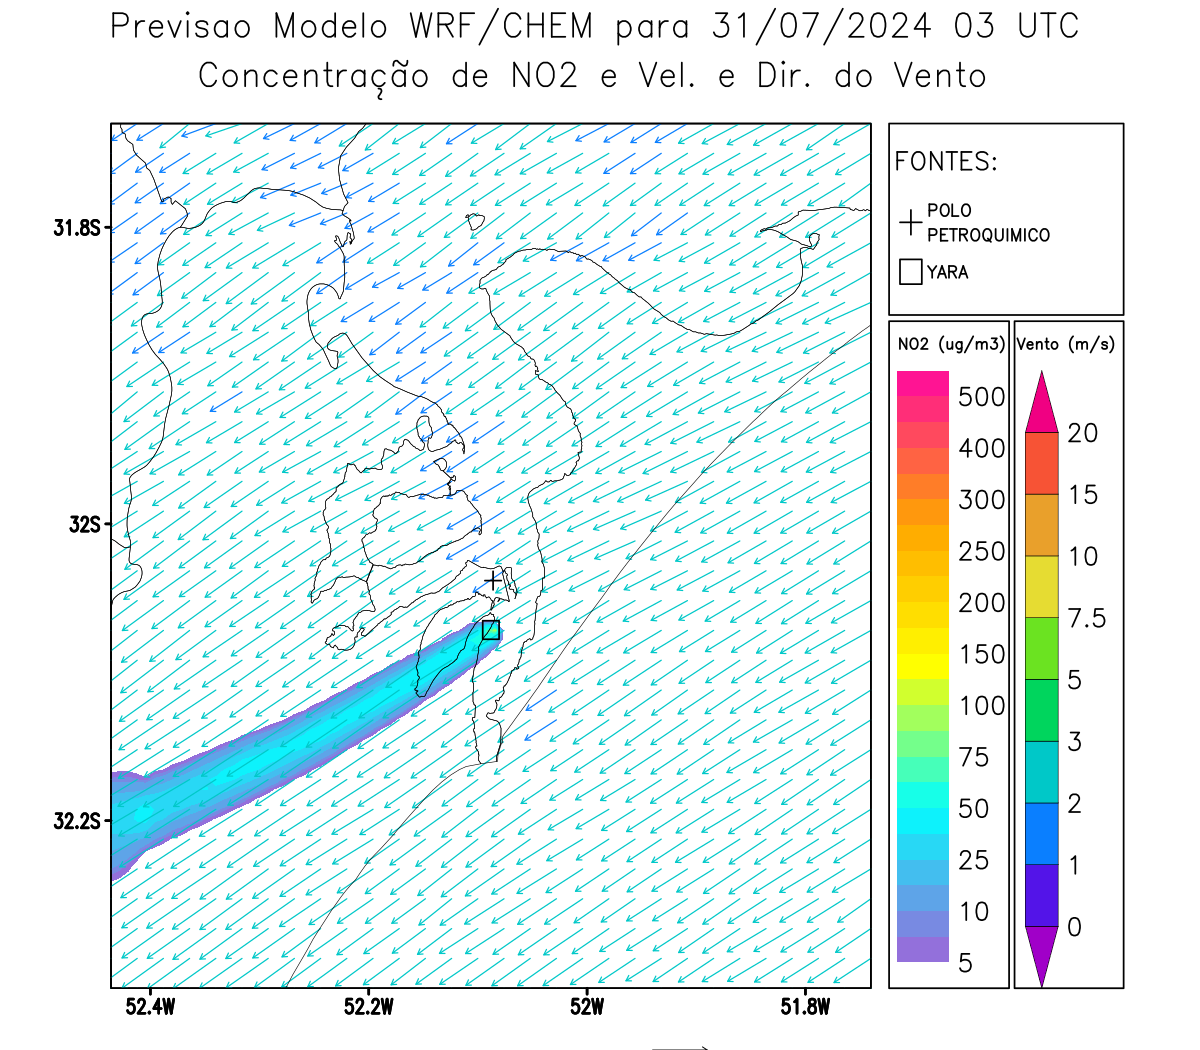 Previsao Modelo WRF/CHEM para 31/07/2024 03 UTC
Concentração de NO2 e Vel. e Dir. do Vento
FONTES:
POLO
PETROQUIMICO
YARA
31.8S
32S
32.2S
52.4W
52.2W
52W
51.8W
NO2 (ug/m3)
500
400
300
250
200
150
100
75
50
25
10
5
Vento (m/s)
20
15
10
7.5
5
3
2
1
0